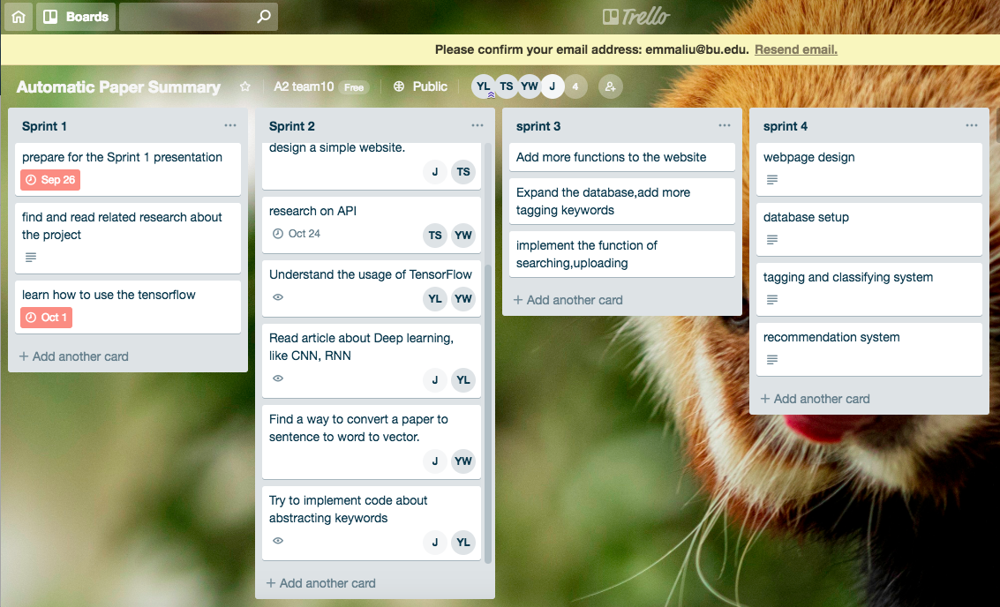 Boards
Trello
Please confirm your email address: emmaliu@bu.edu. Resend email.
Automatic Paper Summary
A2 team10 Free
Public
YL TS YW J 4
Sprint 1
prepare for the Sprint 1 presentation
Sep 26
find and read related research about
the project
learn how to use the tensorflow
Oct 1
+ Add another card
Sprint 2
design a simple website.
J TS
research on API
Oct 24
TS YW
Understand the usage of TensorFlow
YL YW
Read article about Deep learning,
like CNN, RNN
J YL
Find a way to convert a paper to
sentence to word to vector.
J YW
Try to implement code about
abstracting keywords
J YL
+ Add another card
sprint 3
Add more functions to the website
Expand the database,add more
tagging keywords
implement the function of
searching,uploading
+ Add another card
sprint 4
webpage design
database setup
tagging and classifying system
recommendation system
+ Add another card